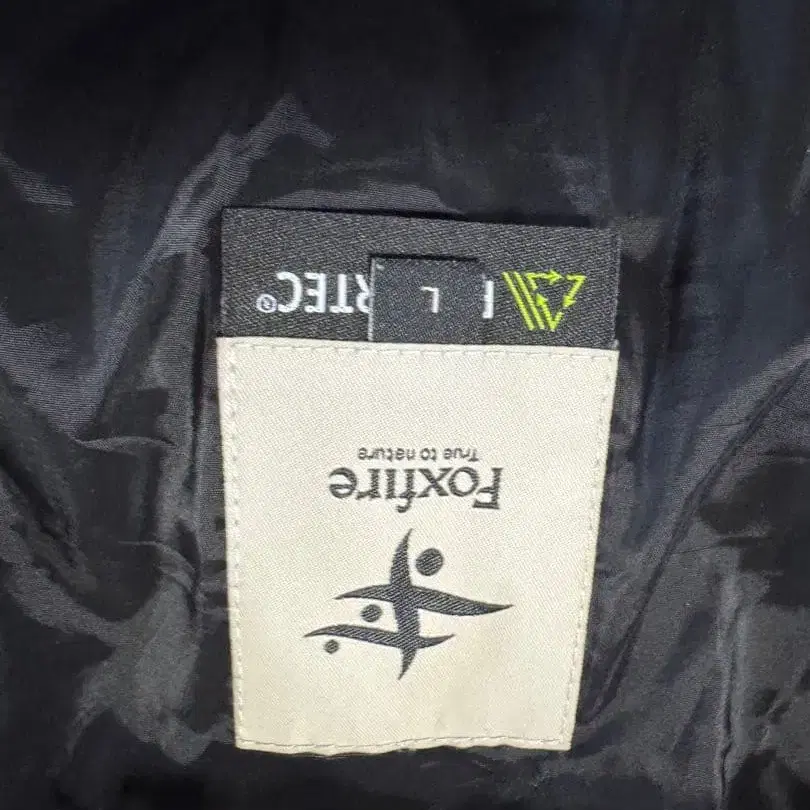 Foxfire
True to nature
L RTEC®